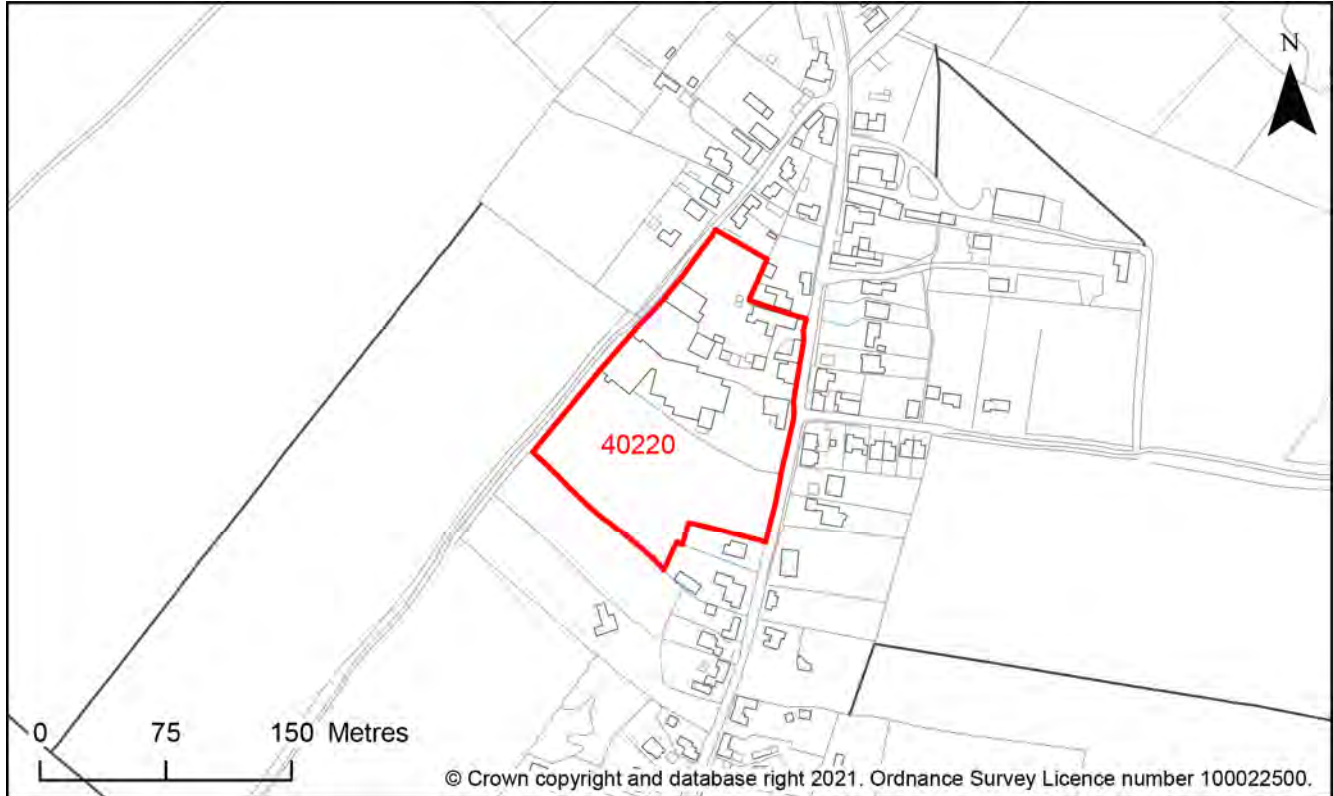 N
40220
0 75 150 Metres
© Crown copyright and database right 2021. Ordnance Survey Licence number 100022500.